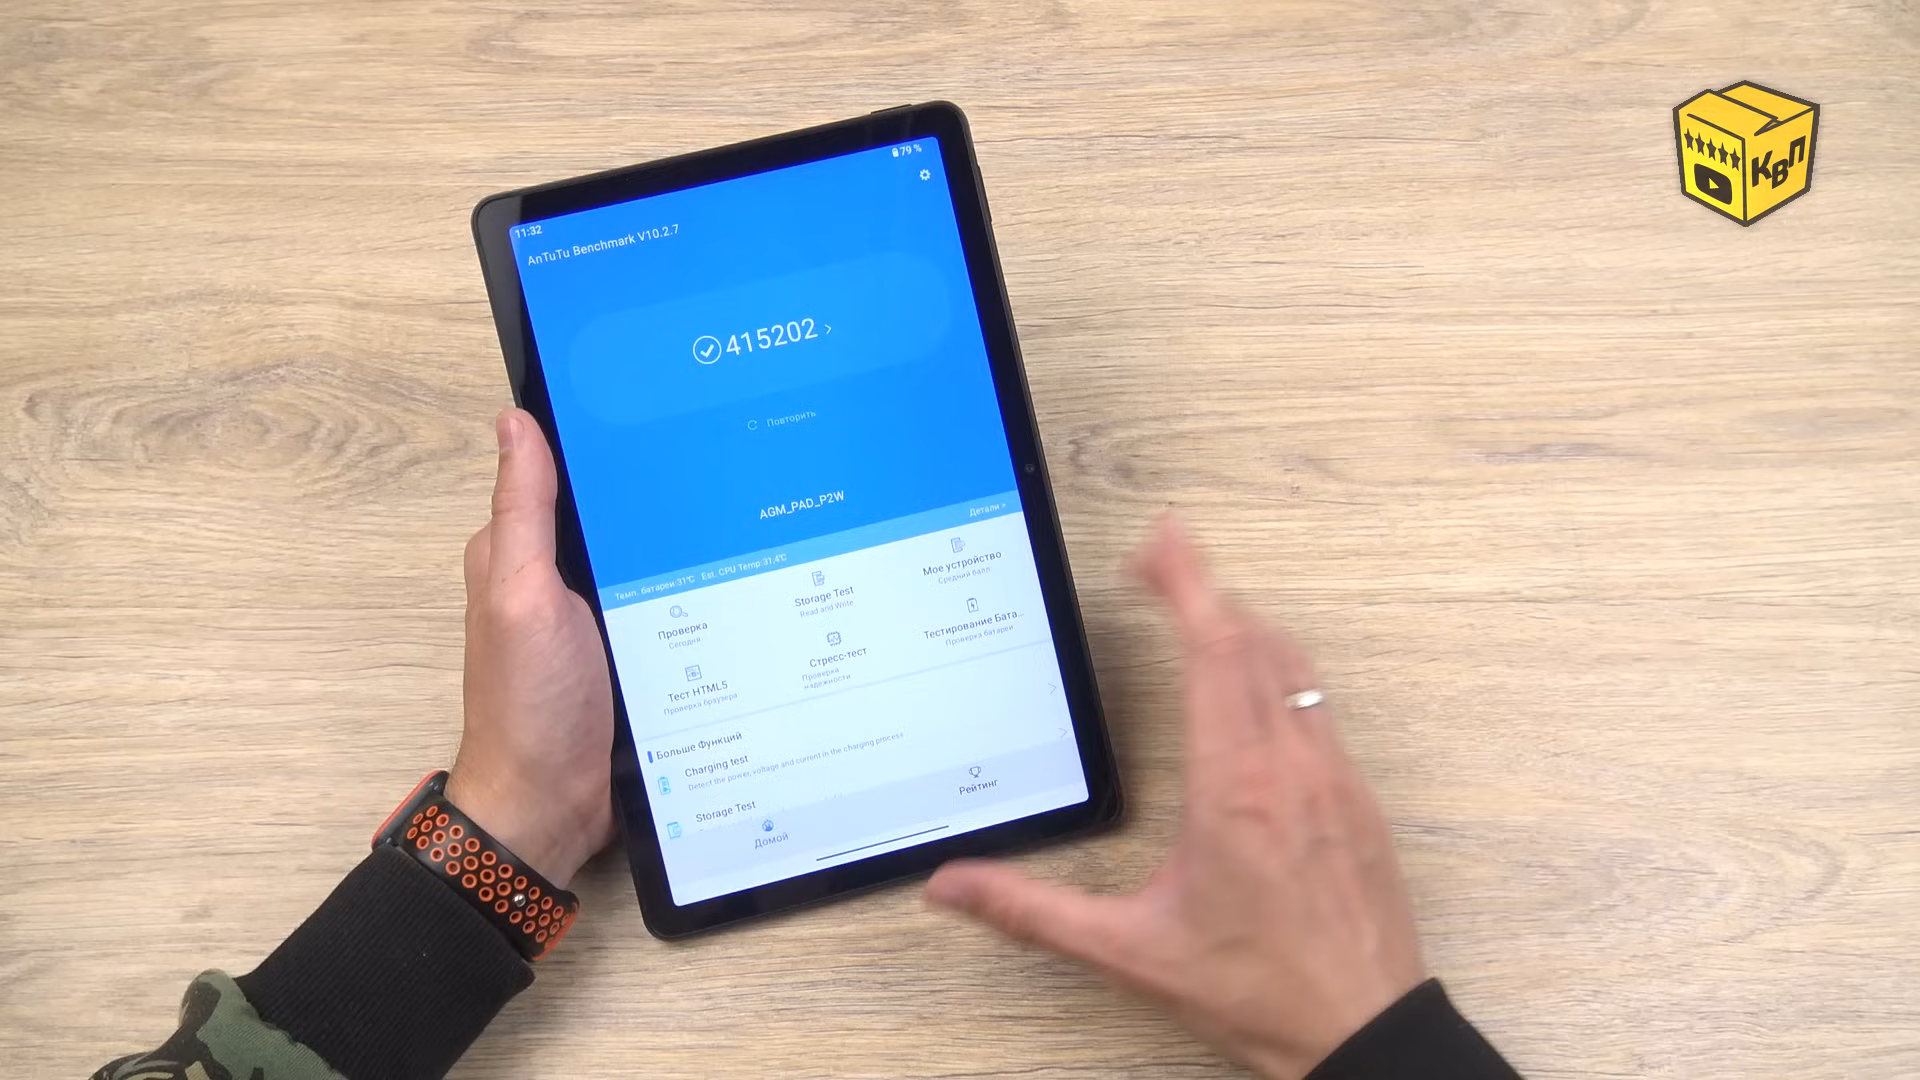 КВП
79 %
11:32
AnTuTu Benchmark V10.2.7
415202
Повторить
AGM_PAD_P2W
Детали
Темп. батареи:31℃ Est. CPU Temp:31,4℃
Проверка
Сегодня
Storage Test
Read and Write
Мое устройство
Средний балл
Тест HTML5
Проверка браузера
Стресс-тест
Проверка
надежности
Тестирование Бата...
Проверка батареи
Больше Функций
Charging test
Detect the power, voltage and current in the charging process
Storage Test
Домой
Рейтинг